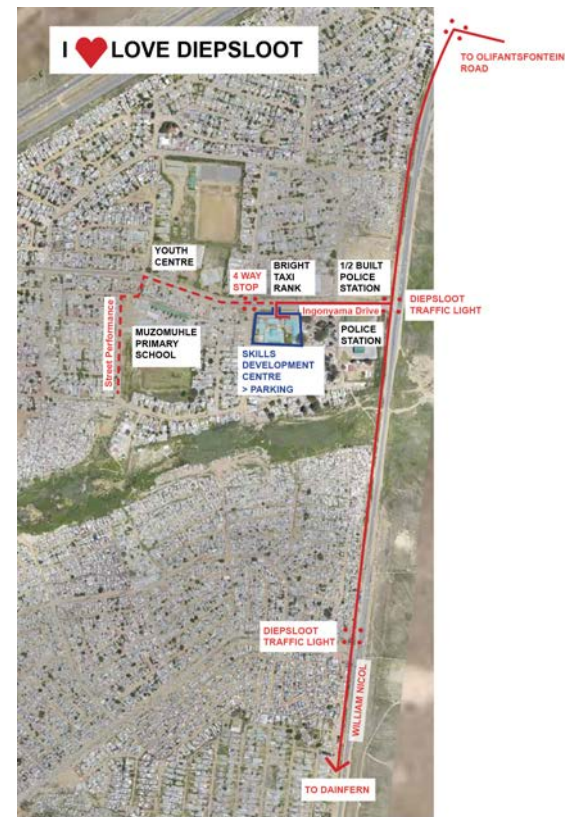 I ❤ LOVE DIEPSLOOT
TO OLIFANTSFONTEIN
ROAD
YOUTH
CENTRE
4 WAY
STOP
BRIGHT
TAXI
RANK
1/2 BUILT
POLICE
STATION
DIEPSLOOT
TRAFFIC LIGHT
Ingonyama Drive
Street Performance
MUZOMUHLE
PRIMARY
SCHOOL
POLICE
STATION
SKILLS
DEVELOPMENT
CENTRE
> PARKING
DIEPSLOOT
TRAFFIC LIGHT
WILLIAM NICOL
TO DAINFERN